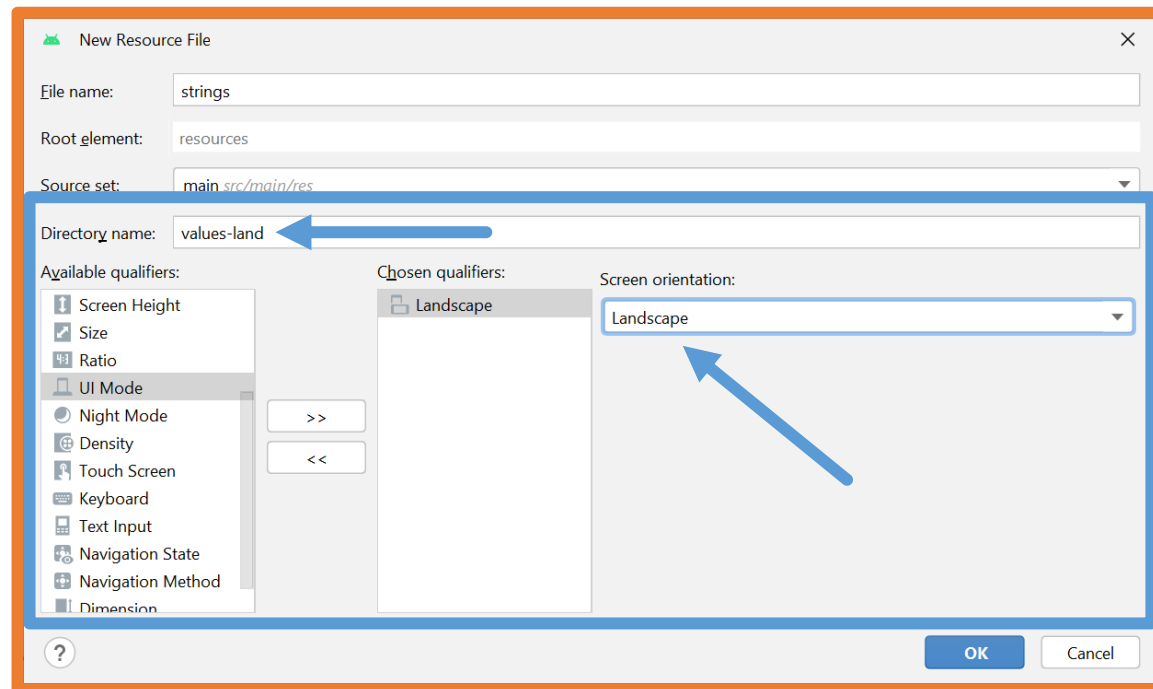 New Resource File
File name: strings
Root element: resources
Source set: main src/main/res
Directory name: values-land
Available qualifiers:
Chosen qualifiers:
Screen orientation:
Screen Height
Size
Ratio
UI Mode
Night Mode
Density
Touch Screen
Keyboard
Text Input
Navigation State
Navigation Method
Dimension
>>
<<
Landscape
Landscape
?
OK
Cancel